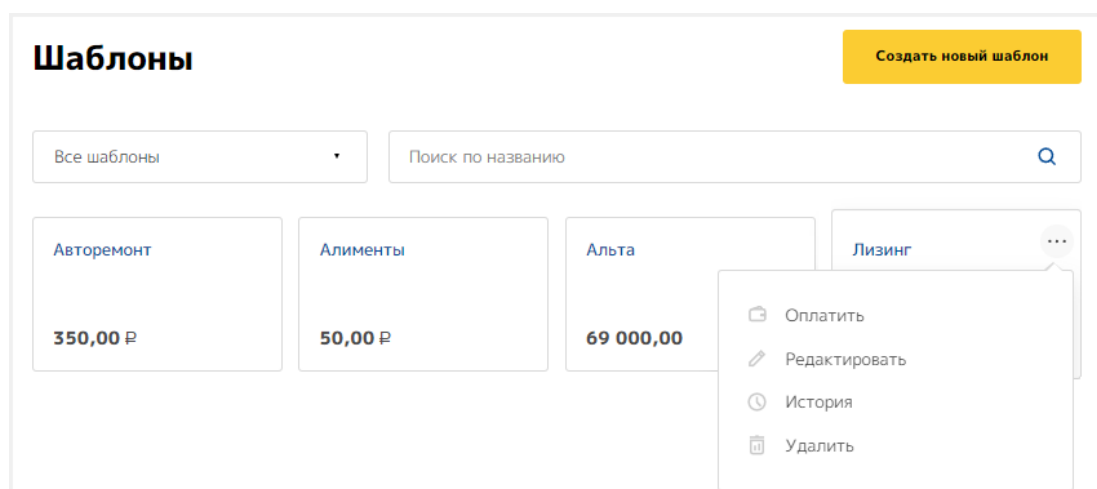 Шаблоны
Создать новый шаблон
Все шаблоны
Поиск по названию
Авторемонт
Алименты
Альта
Лизинг
350,00 ₽
50,00 ₽
69 000,00
Оплатить
Редактировать
История
Удалить